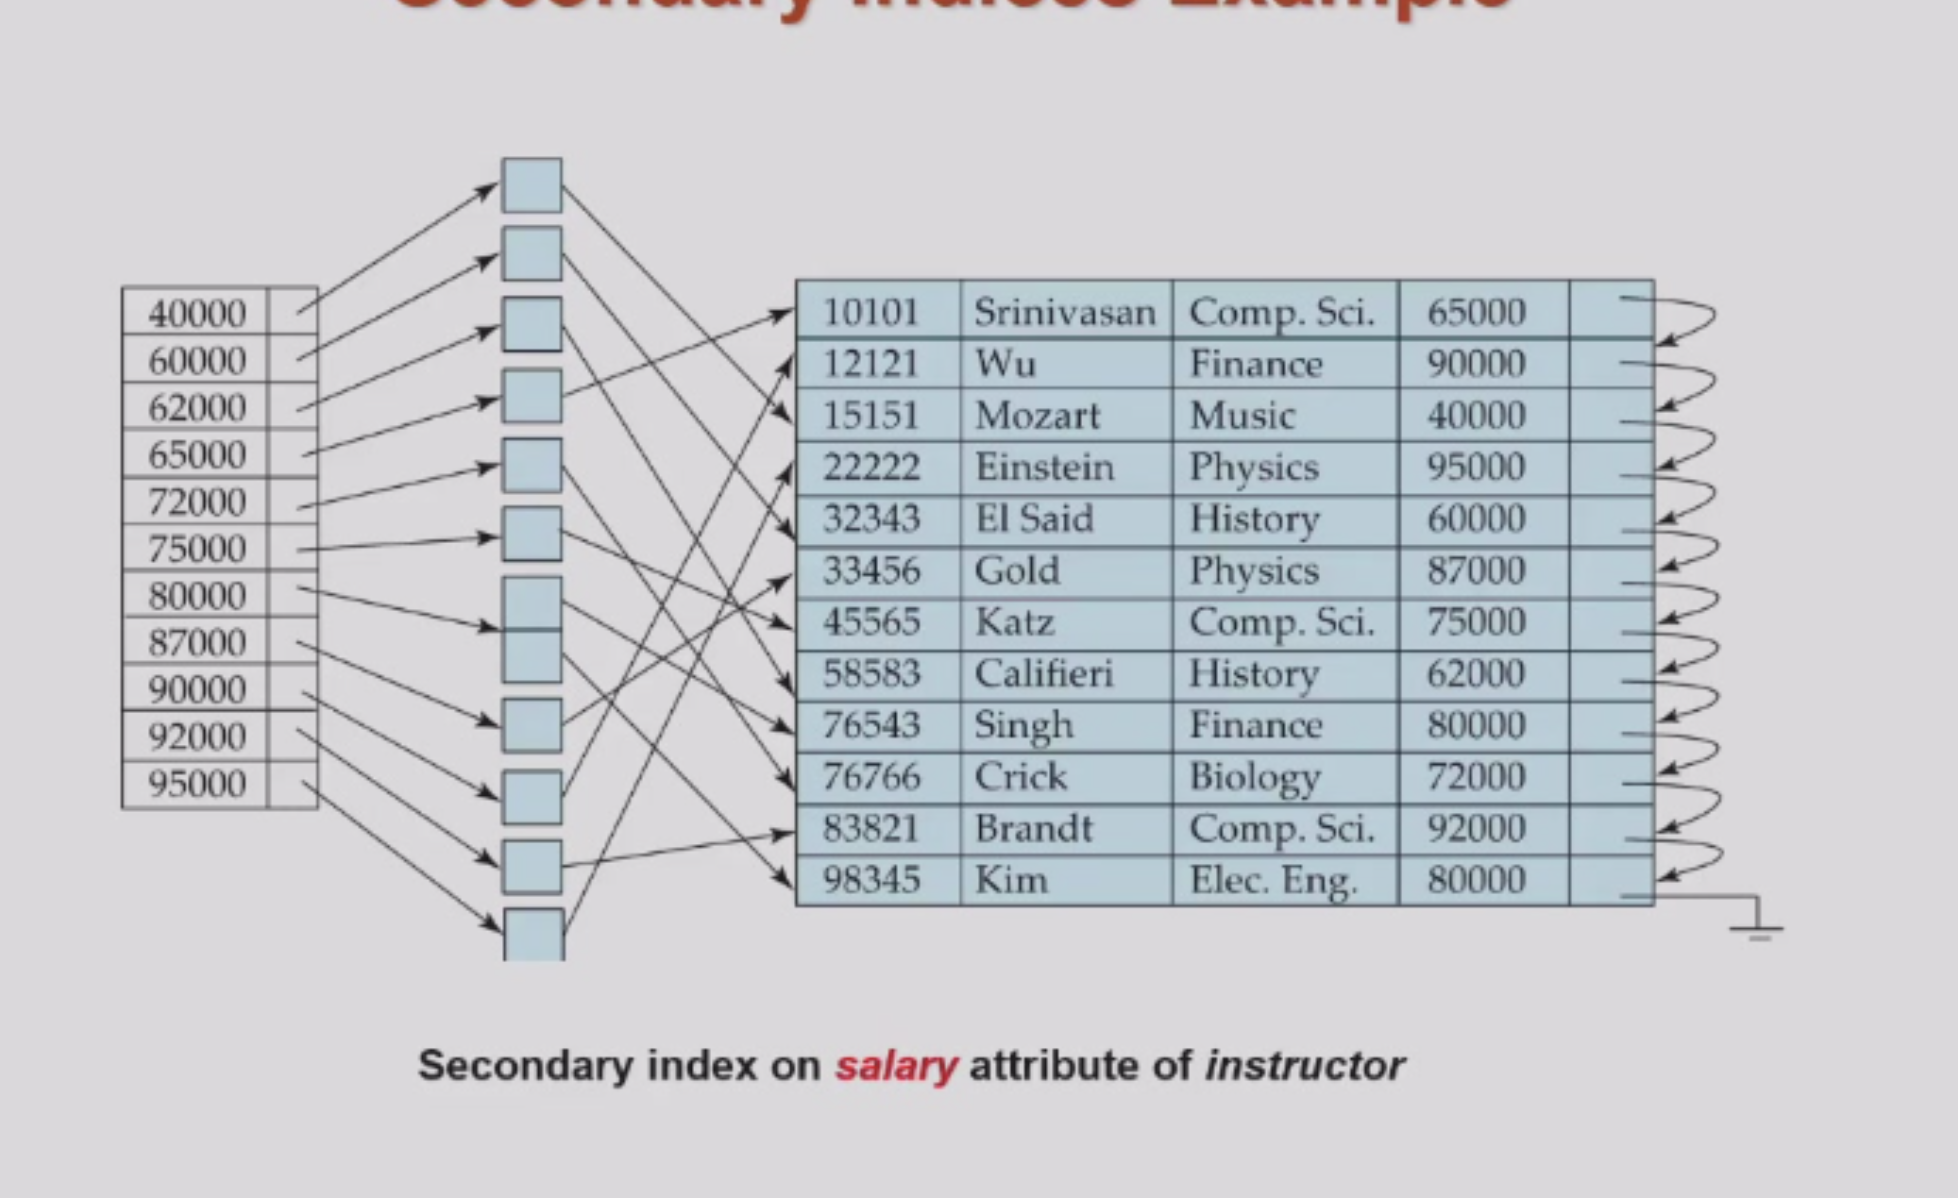 Secondary Indices Example
40000
60000
62000
65000
72000
75000
80000
87000
90000
92000
95000
10101 Srinivasan Comp. Sci. 65000
12121 Wu Finance 90000
15151 Mozart Music 40000
22222 Einstein Physics 95000
32343 El Said History 60000
33456 Gold Physics 87000
45565 Katz Comp. Sci. 75000
58583 Califieri History 62000
76543 Singh Finance 80000
76766 Crick Biology 72000
83821 Brandt Comp. Sci. 92000
98345 Kim Elec. Eng. 80000
Secondary index on salary attribute of instructor